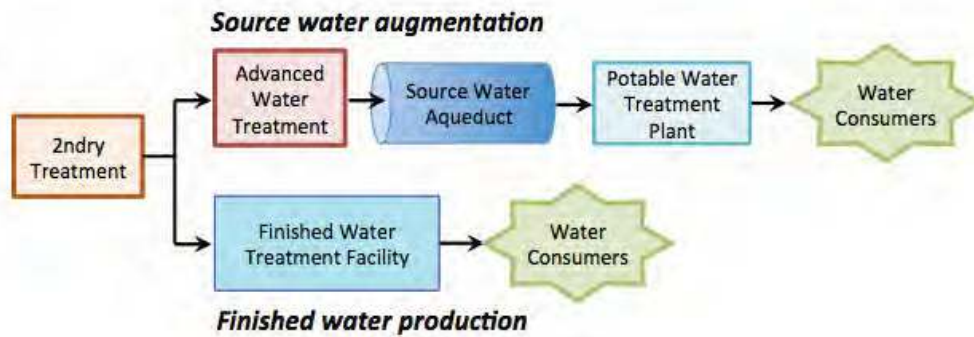 Source water augmentation
2ndry
Treatment
Advanced
Water
Treatment
Source Water
Aqueduct
Potable Water
Treatment
Plant
Water
Consumers
Finished Water
Treatment Facility
Water
Consumers
Finished water production